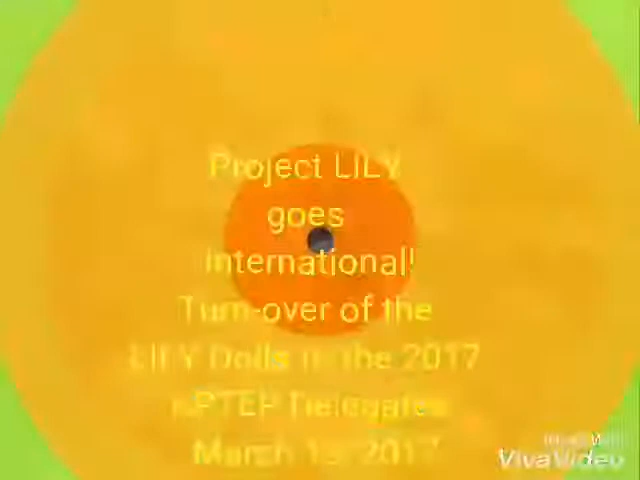 Project LILY
goes
International!
Turn-over of the
LILY Dolls to the 2017
Delegates
March 2017
VivaVideo